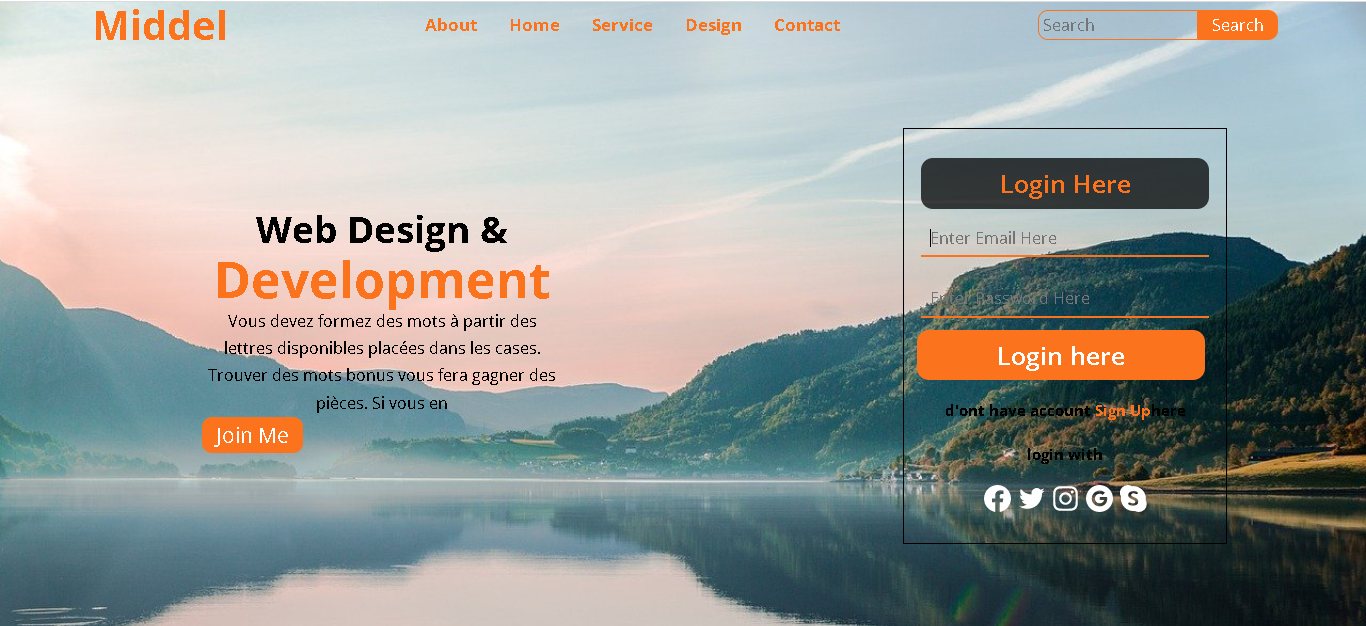 Middel
About Home Service Design Contact
Search Search
Web Design &
Development
Vous devez formez des mots à partir des
lettres disponibles placées dans les cases.
Trouver des mots bonus vous fera gagner des
pièces. Si vous en
Join Me
Login Here
Enter Email Here
Enter Password Here
Login here
d'ont have account Sign Uphere
login with